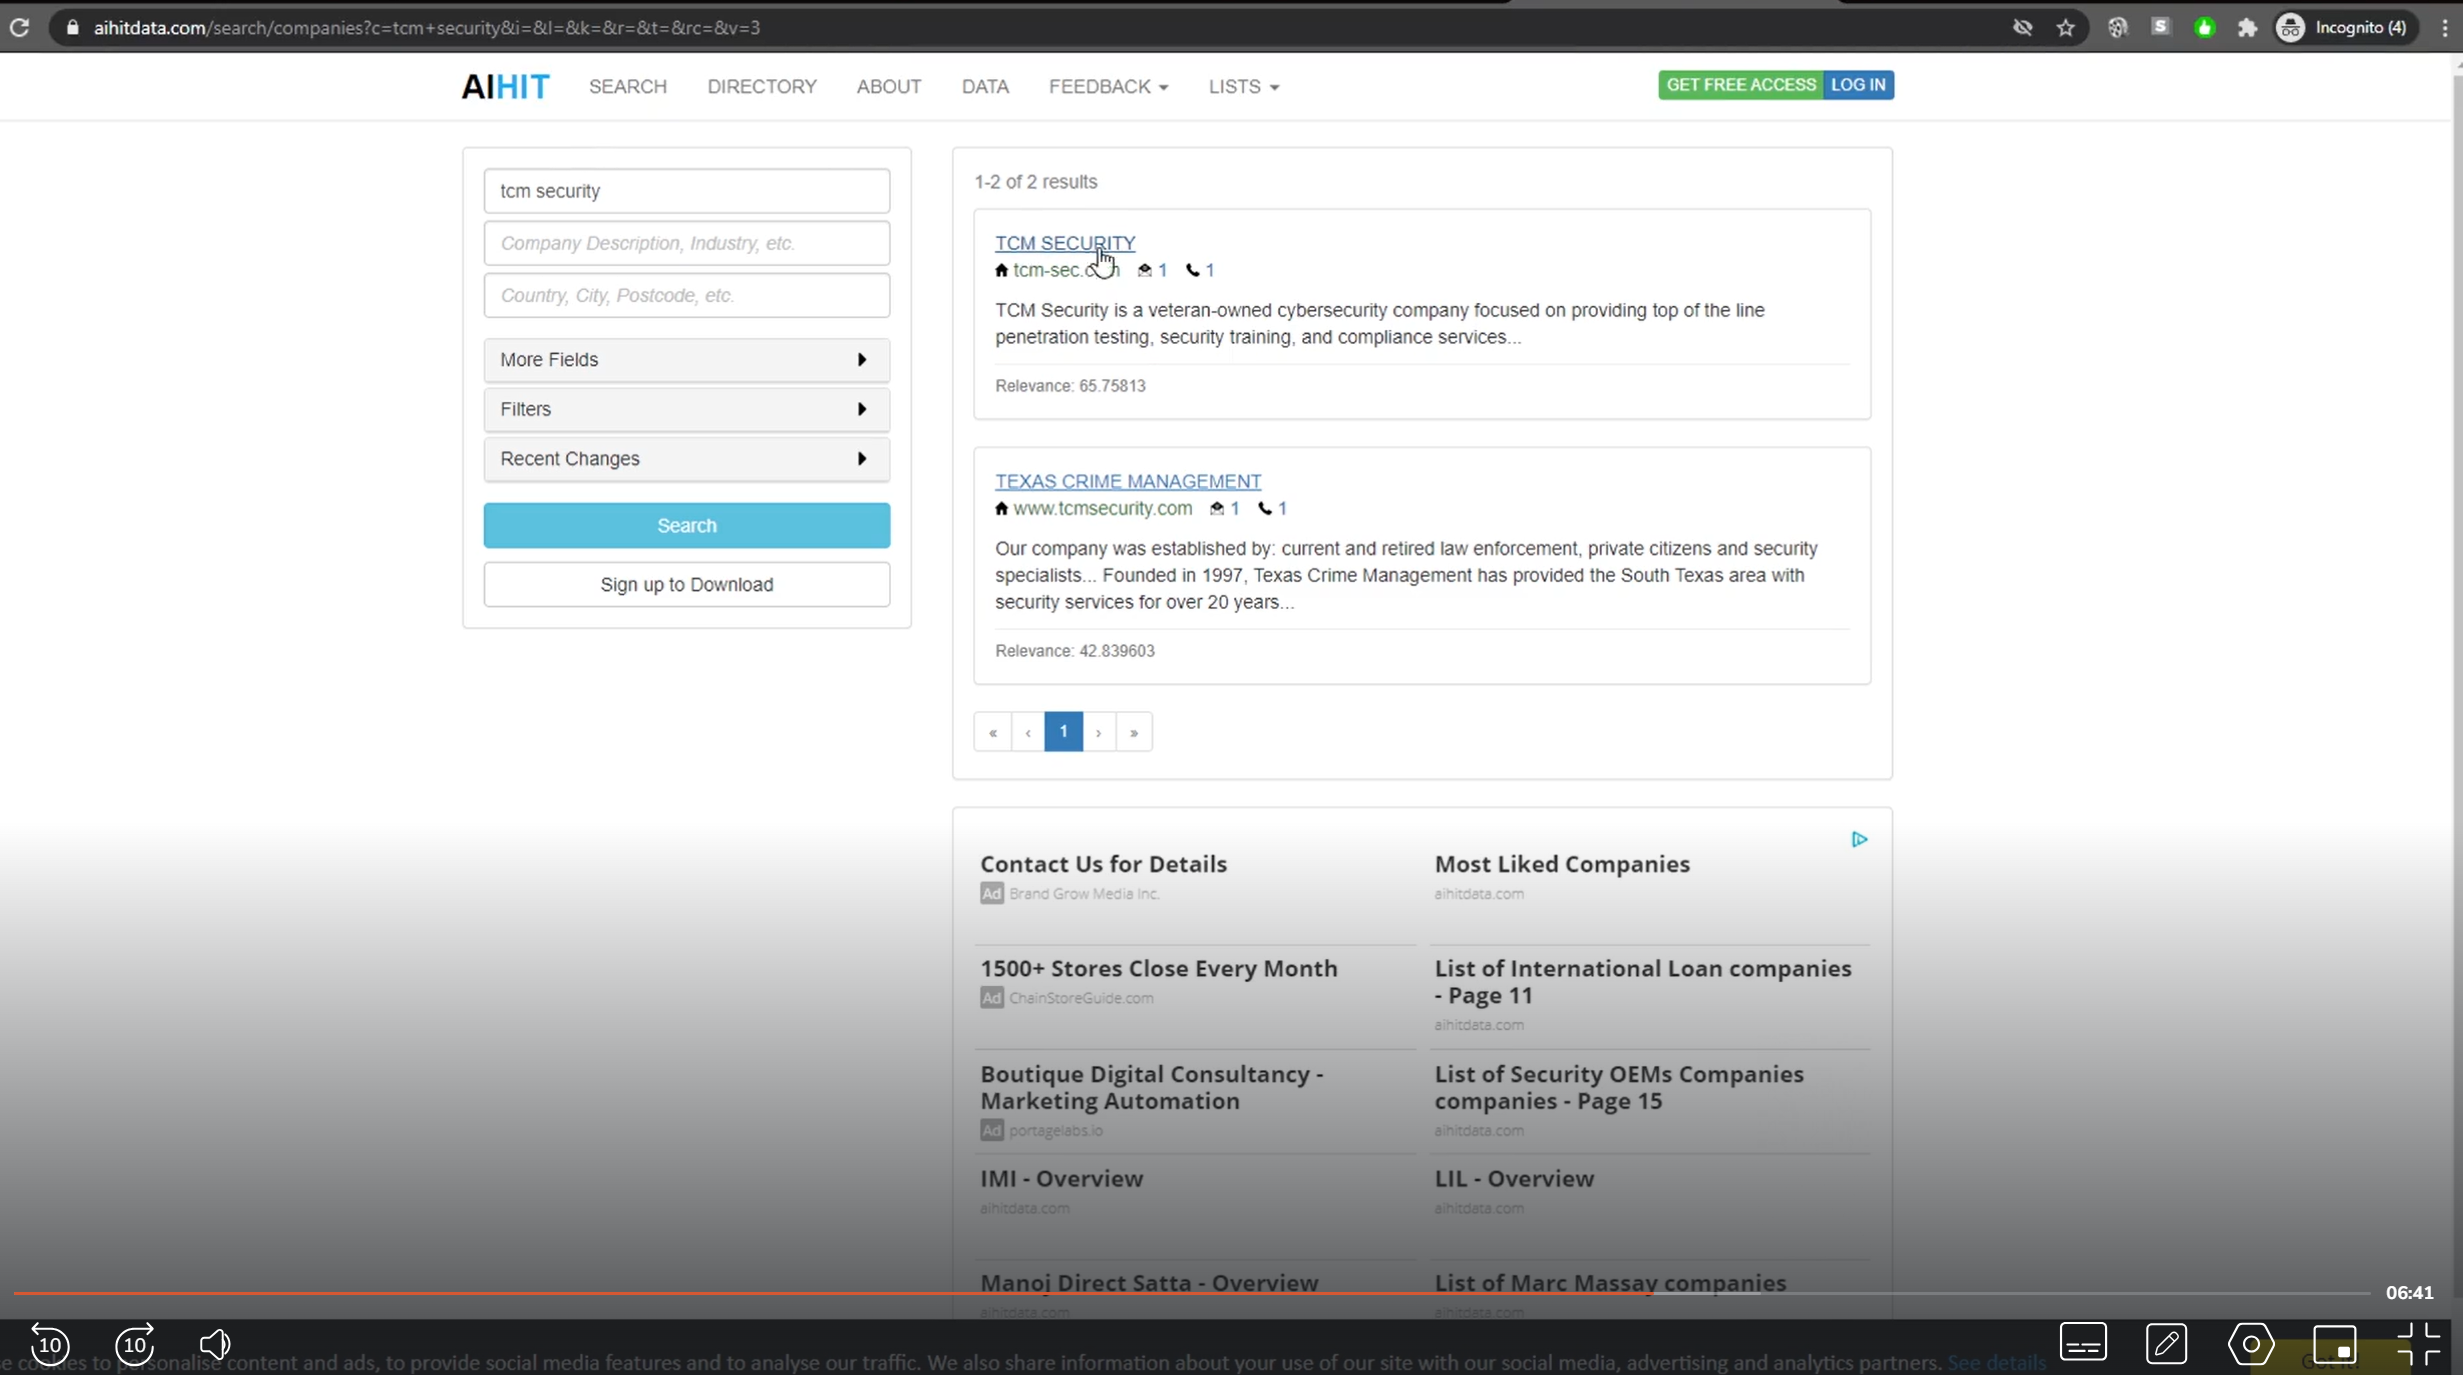 aihitdata.com/search/companies?c=tcm+security&i=&l=&k=&r=&t=&rc=&v=3
S
Incognito (4)
AIHIT
SEARCH
DIRECTORY
ABOUT
DATA
FEEDBACK
LISTS
GET FREE ACCESS
LOG IN
tcm security
Company Description, Industry, etc.
Country, City, Postcode, etc.
More Fields
Filters
Recent Changes
Search
Sign up to Download
1-2 of 2 results
TCM SECURITY
tcm-sec. 1 1
TCM Security is a veteran-owned cybersecurity company focused on providing top of the line
penetration testing, security training, and compliance services...
Relevance: 65.75813
TEXAS CRIME MANAGEMENT
www.tcmsecurity.com 1 1
Our company was established by: current and retired law enforcement, private citizens and security
specialists... Founded in 1997, Texas Crime Management has provided the South Texas area with
security services for over 20 years...
Relevance: 42.839603
« ‹ 1 › »
Contact Us for Details
Ad Brand Grow Media Inc.
Most Liked Companies
aihitdata.com
1500+ Stores Close Every Month
Ad ChainStoreGuide.com
List of International Loan companies
- Page 11
aihitdata.com
Boutique Digital Consultancy -
Marketing Automation
Ad portagelabs.io
List of Security OEMs Companies
companies - Page 15
aihitdata.com
IMI - Overview
aihitdata.com
LIL - Overview
aihitdata.com
Manoj Direct Satta - Overview
aihitdata.com
List of Marc Massay companies
aihitdata.com
06:41
10
10
cookies to personalise content and ads, to provide social media features and to analyse our traffic. We also share information about your use of our site with our social media, advertising and analytics partners. See details